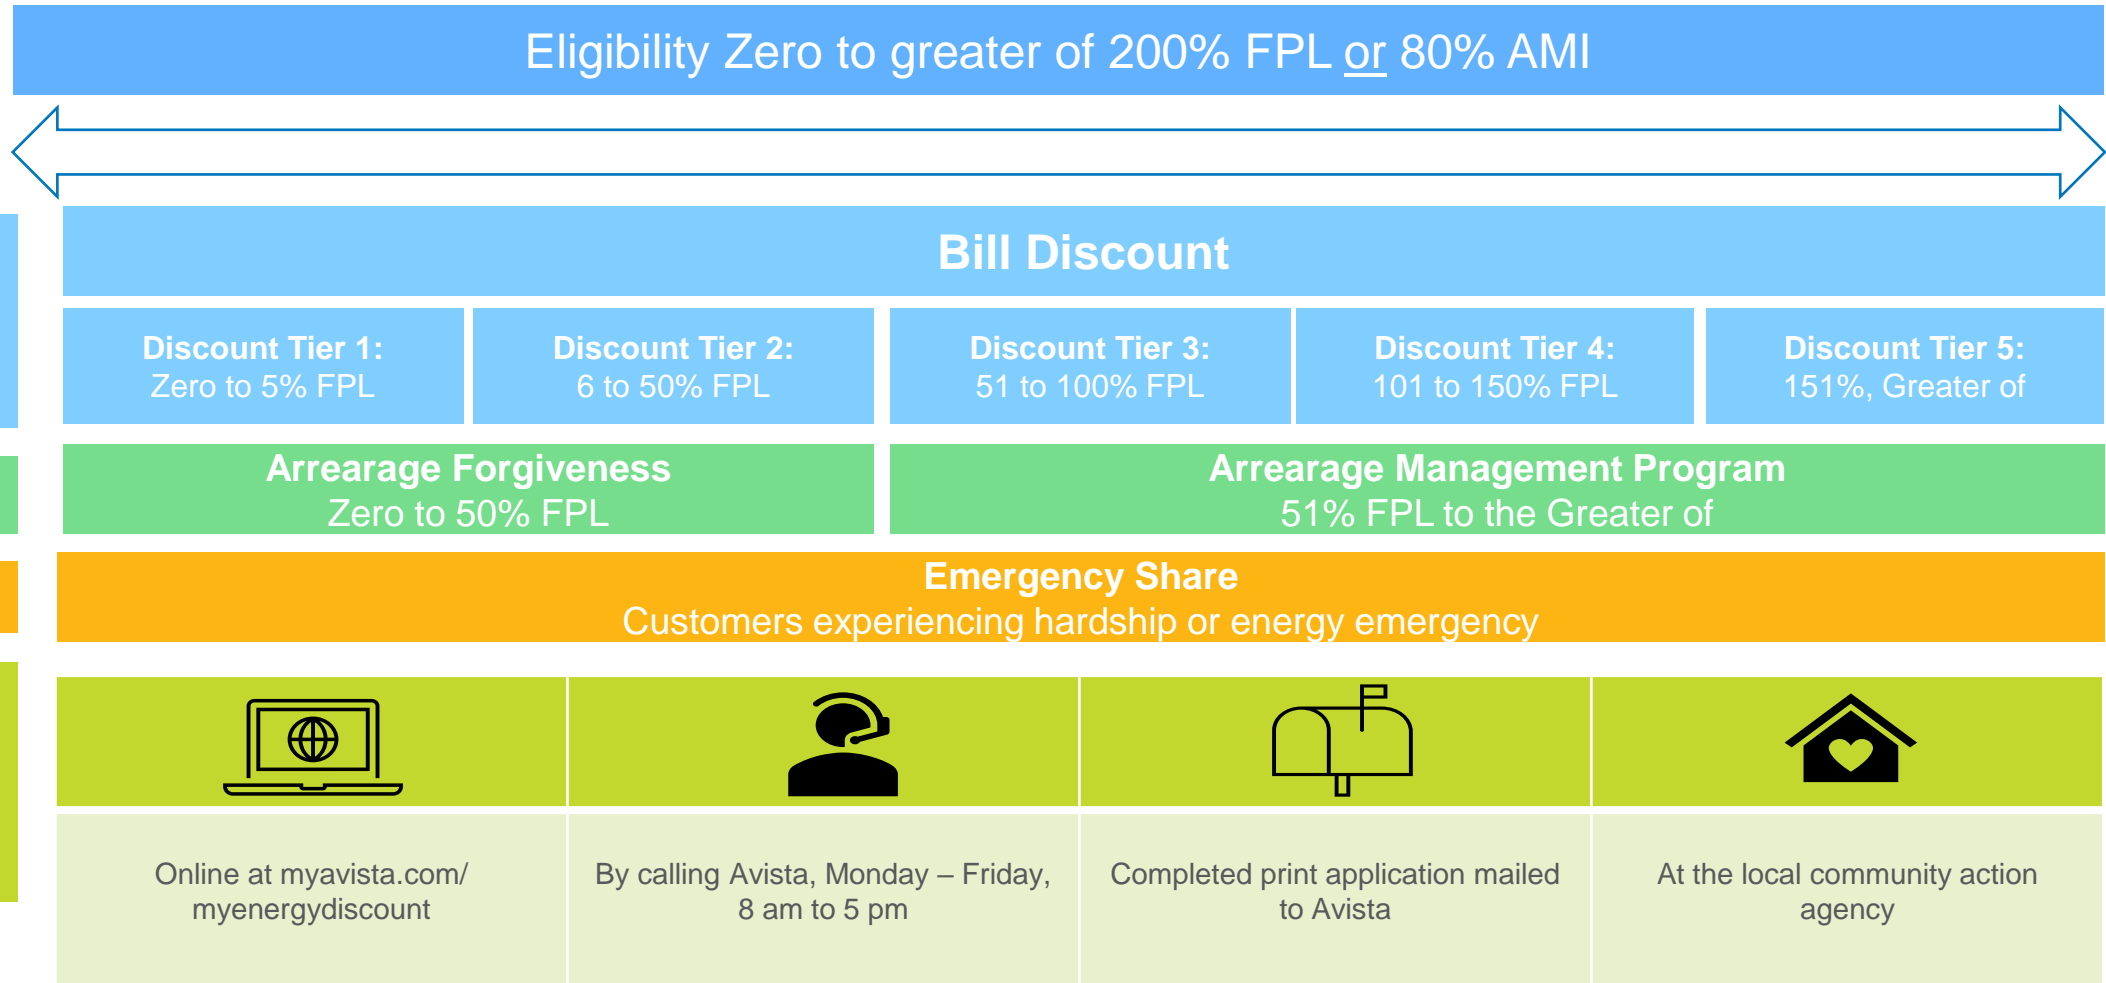 Eligibility Zero to greater of 200% FPL or 80% AMI
Bill Discount
Discount Tier 1:
Zero to 5% FPL
Discount Tier 2:
6 to 50% FPL
Discount Tier 3:
51 to 100% FPL
Discount Tier 4:
101 to 150% FPL
Discount Tier 5:
151%, Greater of
Arrearage Forgiveness
Zero to 50% FPL
Arrearage Management Program
51% FPL to the Greater of
Emergency Share
Customers experiencing hardship or energy emergency
Online at myavista.com/
myenergydiscount
By calling Avista, Monday – Friday,
8 am to 5 pm
Completed print application mailed
to Avista
At the local community action
agency